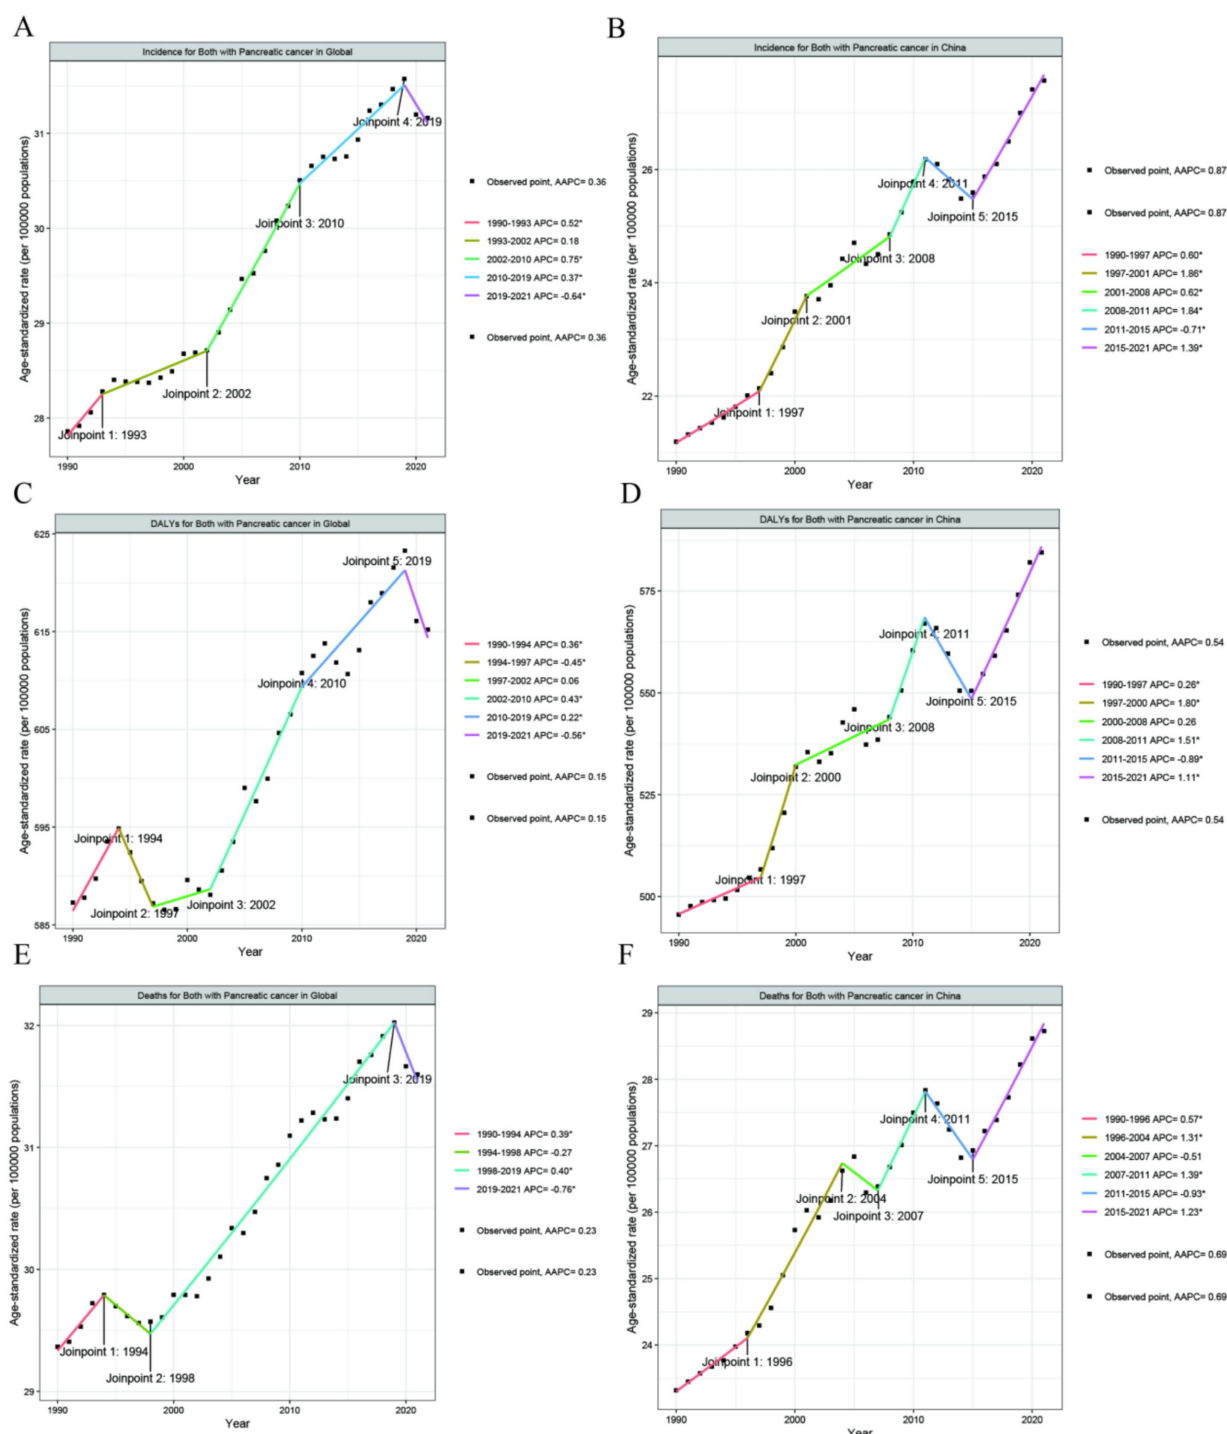 A
Incidence for Both with Pancreatic cancer in Global
Age-standardized rate (per 100000 populations)
31
30
29
28
Joinpoint 4: 2019
Joinpoint 3: 2010
Joinpoint 2: 2002
Joinpoint 1: 1993
1990
2000
2010
2020
Year
Observed point, AAPC= 0.36
1990-1993 APC= 0.52*
1993-2002 APC= 0.18
2002-2010 APC= 0.75*
2010-2019 APC= 0.37*
2019-2021 APC= -0.64*
Observed point, AAPC= 0.36
B
Incidence for Both with Pancreatic cancer in China
Age-standardized rate (per 100000 populations)
26
24
22
Joinpoint 4: 2011
Joinpoint 5: 2015
Joinpoint 3: 2008
Joinpoint 2: 2001
Joinpoint 1: 1997
1990
2000
2010
2020
Year
Observed point, AAPC= 0.87
Observed point, AAPC= 0.87
1990-1997 APC= 0.60*
1997-2001 APC= 1.86*
2001-2008 APC= 0.62*
2008-2011 APC= 1.84*
2011-2015 APC= -0.71*
2015-2021 APC= 1.39*
C
DALYs for Both with Pancreatic cancer in Global
Age-standardized rate (per 100000 populations)
625
615
605
595
585
Joinpoint 5: 2019
Joinpoint 4: 2010
Joinpoint 1: 1994
Joinpoint 3: 2002
Joinpoint 2: 1997
1990
2000
2010
2020
Year
1990-1994 APC= 0.36*
1994-1997 APC= -0.45*
1997-2002 APC= 0.06
2002-2010 APC= 0.43*
2010-2019 APC= 0.22*
2019-2021 APC= -0.56*
Observed point, AAPC= 0.15
Observed point, AAPC= 0.15
D
DALYs for Both with Pancreatic cancer in China
Age-standardized rate (per 100000 populations)
575
550
525
500
Joinpoint 4: 2011
Joinpoint 5: 2015
Joinpoint 3: 2008
Joinpoint 2: 2000
Joinpoint 1: 1997
1990
2000
2010
2020
Year
Observed point, AAPC= 0.54
1990-1997 APC= 0.26*
1997-2000 APC= 1.80*
2000-2008 APC= 0.26
2008-2011 APC= 1.51*
2011-2015 APC= -0.89*
2015-2021 APC= 1.11*
Observed point, AAPC= 0.54
E
Deaths for Both with Pancreatic cancer in Global
Age-standardized rate (per 100000 populations)
32
31
30
29
Joinpoint 3: 2019
Joinpoint 1: 1994
Joinpoint 2: 1998
1990
2000
2010
2020
Year
1990-1994 APC= 0.39*
1994-1998 APC= -0.27
1998-2019 APC= 0.40*
2019-2021 APC= -0.76*
Observed point, AAPC= 0.23
Observed point, AAPC= 0.23
F
Deaths for Both with Pancreatic cancer in China
Age-standardized rate (per 100000 populations)
29
28
27
26
25
24
Joinpoint 4: 2011
Joinpoint 5: 2015
Joinpoint 2: 2004
Joinpoint 3: 2007
Joinpoint 1: 1996
1990
2000
2010
2020
Year
1990-1996 APC= 0.57*
1996-2004 APC= 1.31*
2004-2007 APC= -0.51
2007-2011 APC= 1.39*
2011-2015 APC= -0.93*
2015-2021 APC= 1.23*
Observed point, AAPC= 0.69
Observed point, AAPC= 0.69